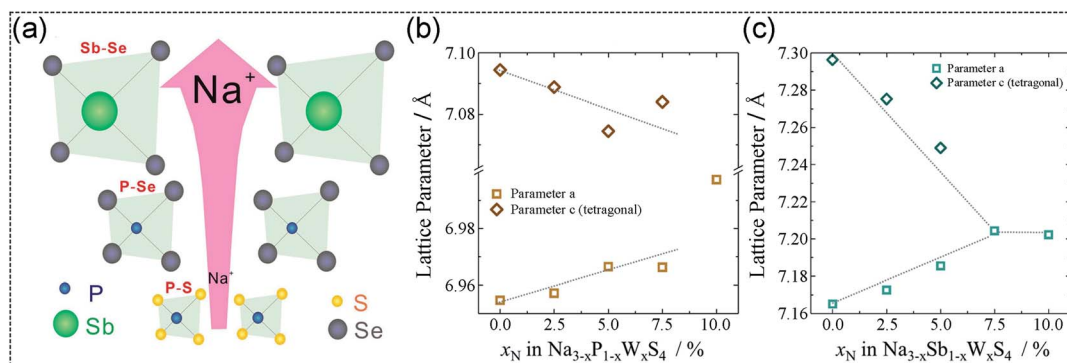 (a)
Sb-Se
Na+
P-Se
Na+
P-S
P
Sb
S
Se
(b)
7.10
7.08
6.98
6.96
Lattice Parameter / Å
Parameter a
Parameter c (tetragonal)
0.0 2.5 5.0 7.5 10.0
xN in Na3-xP1-xWxS4 / %
(c)
7.30
7.28
7.26
7.24
7.22
7.20
7.18
7.16
Lattice Parameter / Å
Parameter a
Parameter c (tetragonal)
0.0 2.5 5.0 7.5 10.0
xN in Na3-xSb1-xWxS4 / %